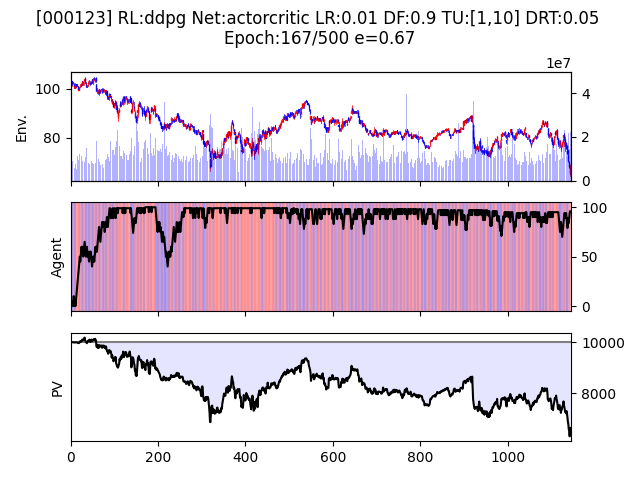 [000123] RL:ddpg Net:actorcritic LR:0.01 DF:0.9 TU:[1,10] DRT:0.05
Epoch:167/500 e=0.67
1e7
100
80
Env.
4
2
0
Agent
100
50
0
PV
10000
8000
0 200 400 600 800 1000